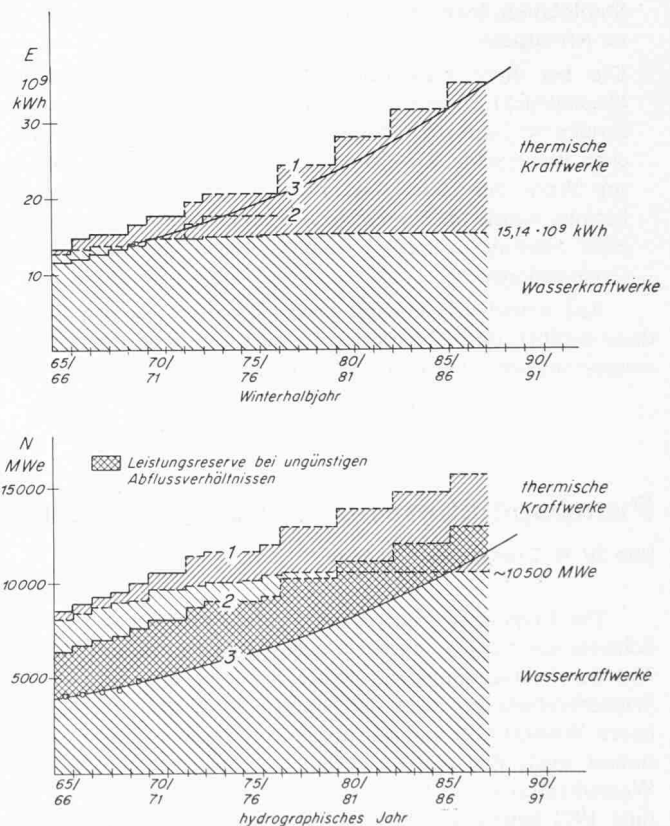 E
10⁹
kWh
30
20
10
1
3
2
thermische
Kraftwerke
15,14 · 10⁹ kWh
Wasserkraftwerke
65/
66
70/
71
75/
76
80/
81
85/
86
90/
91
Winterhalbjahr
N
MWe
Leistungsreserve bei ungünstigen
Abflussverhältnissen
15000
10000
5000
1
2
3
thermische
Kraftwerke
~10 500 MWe
Wasserkraftwerke
65/
66
70/
71
75/
76
80/
81
85/
86
90/
91
hydrographisches Jahr